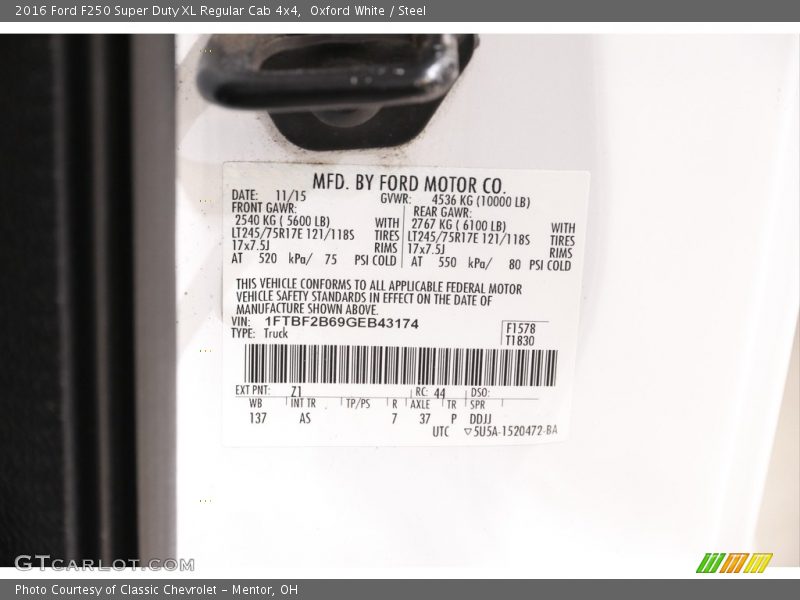 2016 Ford F250 Super Duty XL Regular Cab 4x4,  Oxford White / Steel
MFD. BY FORD MOTOR CO.
DATE: 11/15 GVWR: 4536 KG (10000 LB)
FRONT GAWR: REAR GAWR:
2540 KG ( 5600 LB) WITH 2767 KG ( 6100 LB) WITH
LT245/75R17E 121/118S TIRES LT245/75R17E 121/118S TIRES
17x7.5J RIMS 17x7.5J RIMS
AT 520 kPa/ 75 PSI COLD AT 550 kPa/ 80 PSI COLD
THIS VEHICLE CONFORMS TO ALL APPLICABLE FEDERAL MOTOR
VEHICLE SAFETY STANDARDS IN EFFECT ON THE DATE OF
MANUFACTURE SHOWN ABOVE.
VIN: 1FTBF2B69GEB43174
TYPE: Truck
F1578
T1830
EXT PNT: Z1 RC: 44 DSO:
WB INT TR TP/PS R AXLE TR SPR
137 AS 7 37 P DDJJ
UTC ▽5U5A-1520472-BA
GTCARLOT.COM
Photo Courtesy of Classic Chevrolet - Mentor, OH